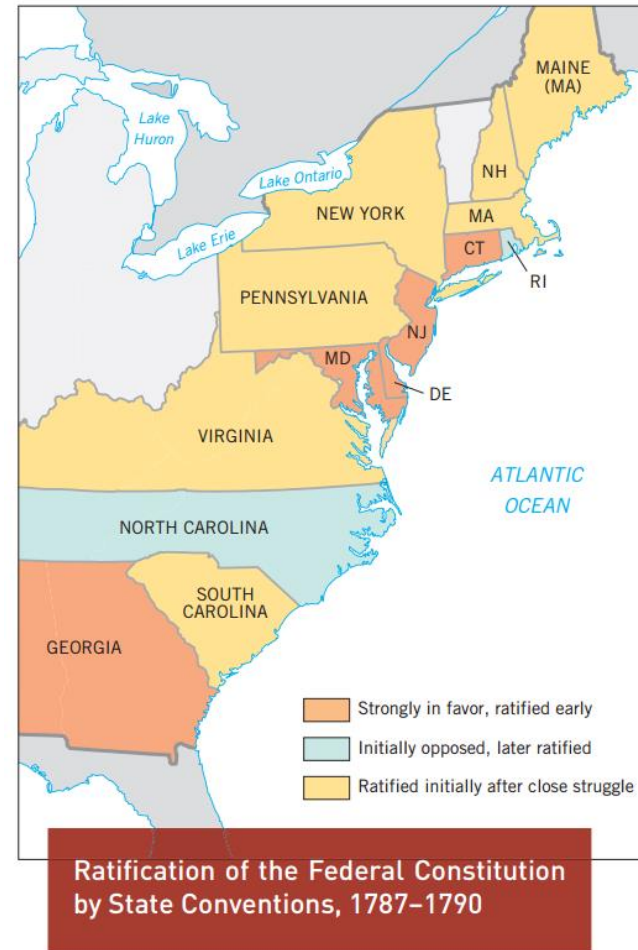 MAINE
(MA)
Lake
Huron
NH
Lake Ontario
NEW YORK
MA
Lake Erie
CT
RI
PENNSYLVANIA
NJ
MD
DE
VIRGINIA
ATLANTIC
OCEAN
NORTH CAROLINA
SOUTH
CAROLINA
GEORGIA
Strongly in favor, ratified early
Initially opposed, later ratified
Ratified initially after close struggle
Ratification of the Federal Constitution
by State Conventions, 1787–1790